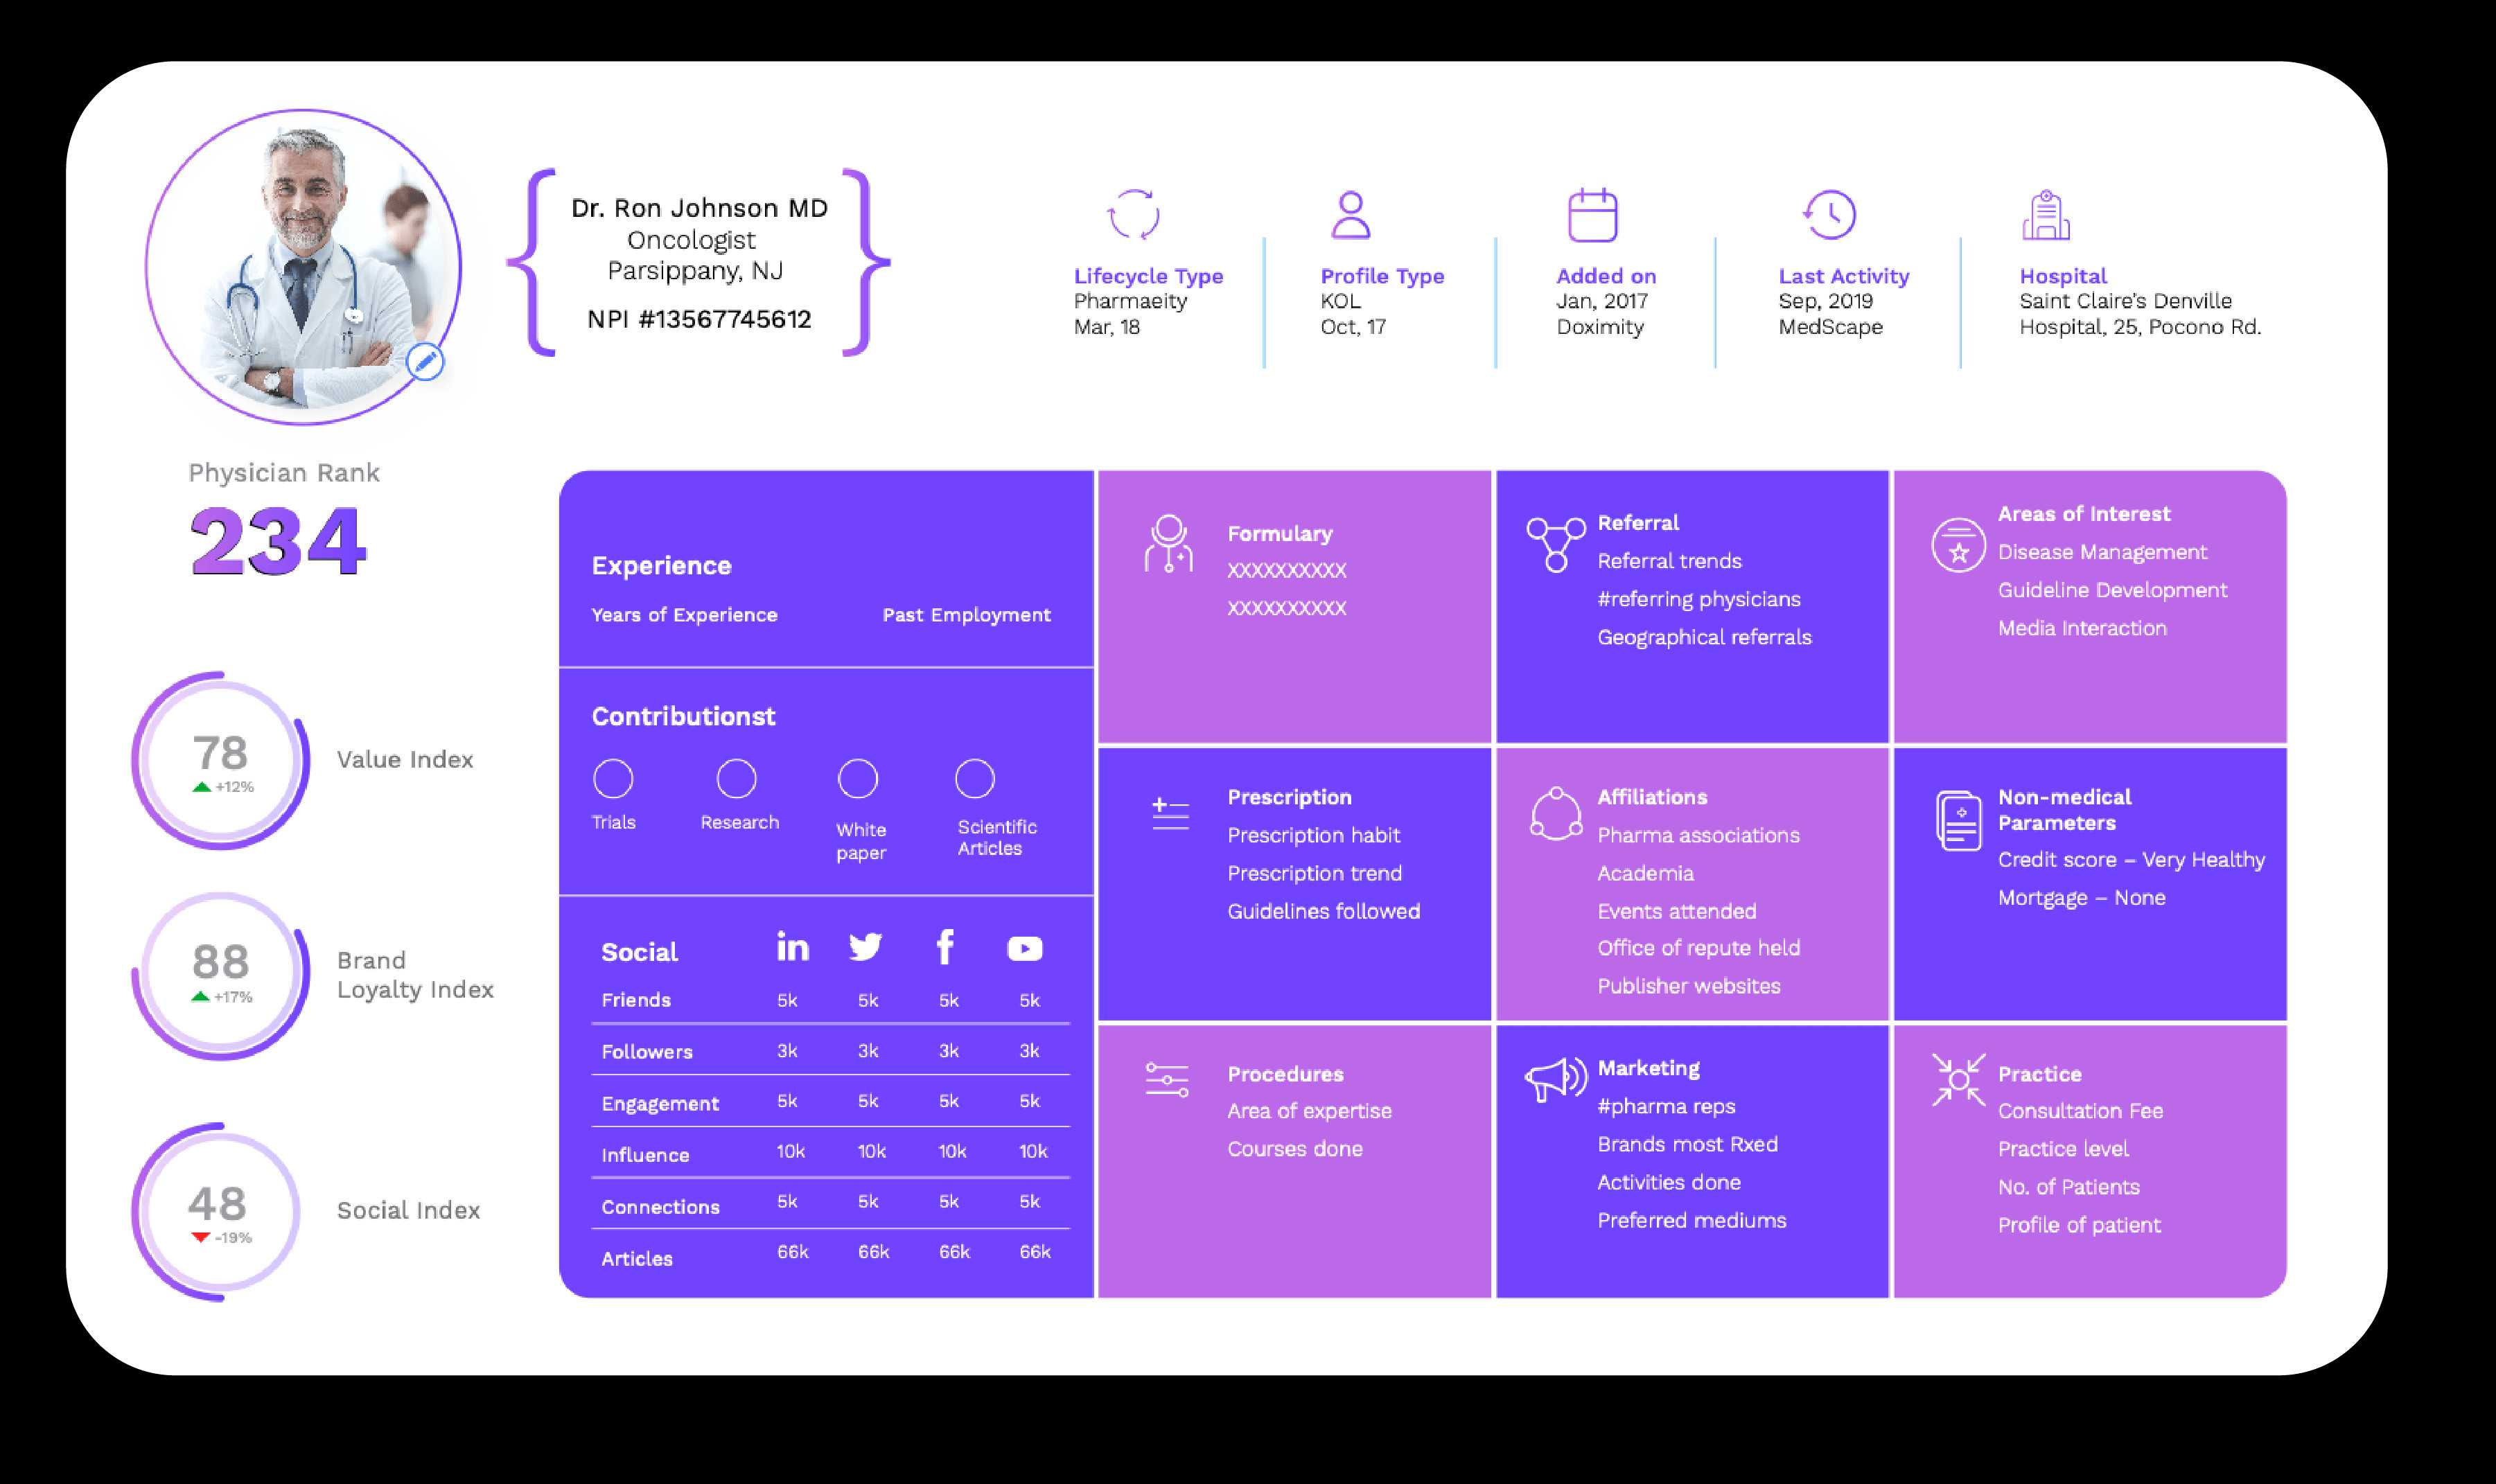 Dr. Ron Johnson MD
Oncologist
Parsippany, NJ
NPI #13567745612
Lifecycle Type
Pharmaeity
Mar, 18
Profile Type
KOL
Oct, 17
Added on
Jan, 2017
Doximity
Last Activity
Sep, 2019
MedScape
Hospital
Saint Claire’s Denville
Hospital, 25, Pocono Rd.
Physician Rank
234
78
+12%
Value Index
88
+17%
Brand
Loyalty Index
48
-19%
Social Index
Experience
Years of Experience Past Employment
Contributionst
Trials
Research
White
paper
Scientific
Articles
Social in f
Friends 5k 5k 5k 5k
Followers 3k 3k 3k 3k
Engagement 5k 5k 5k 5k
Influence 10k 10k 10k 10k
Connections 5k 5k 5k 5k
Articles 66k 66k 66k 66k
Formulary
XXXXXXXXXX
XXXXXXXXXX
Referral
Referral trends
#referring physicians
Geographical referrals
Areas of Interest
Disease Management
Guideline Development
Media Interaction
Prescription
Prescription habit
Prescription trend
Guidelines followed
Affiliations
Pharma associations
Academia
Events attended
Office of repute held
Publisher websites
Non-medical
Parameters
Credit score – Very Healthy
Mortgage – None
Procedures
Area of expertise
Courses done
Marketing
#pharma reps
Brands most Rxed
Activities done
Preferred mediums
Practice
Consultation Fee
Practice level
No. of Patients
Profile of patient